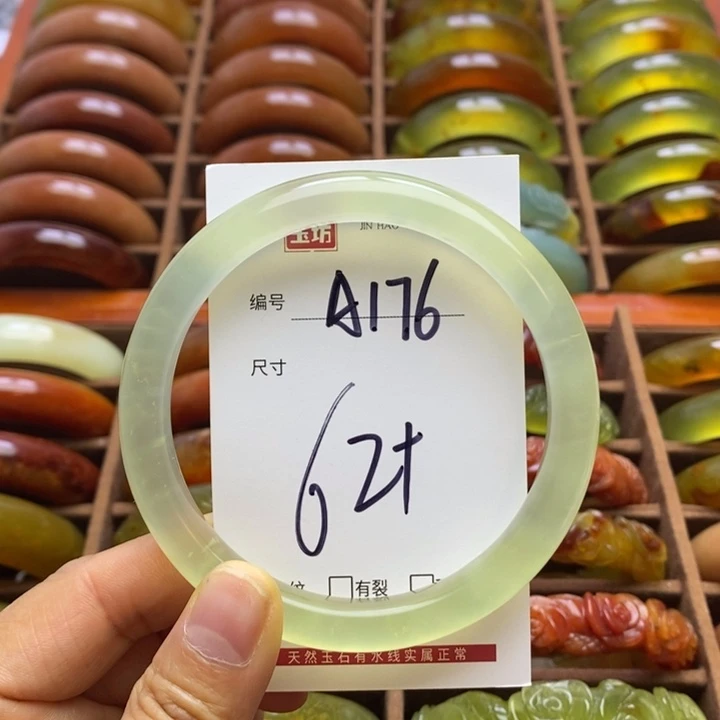 玉坊 JIN HAO
编号 A176
尺寸
62+
纹 有裂
天然玉石有水线实属正常